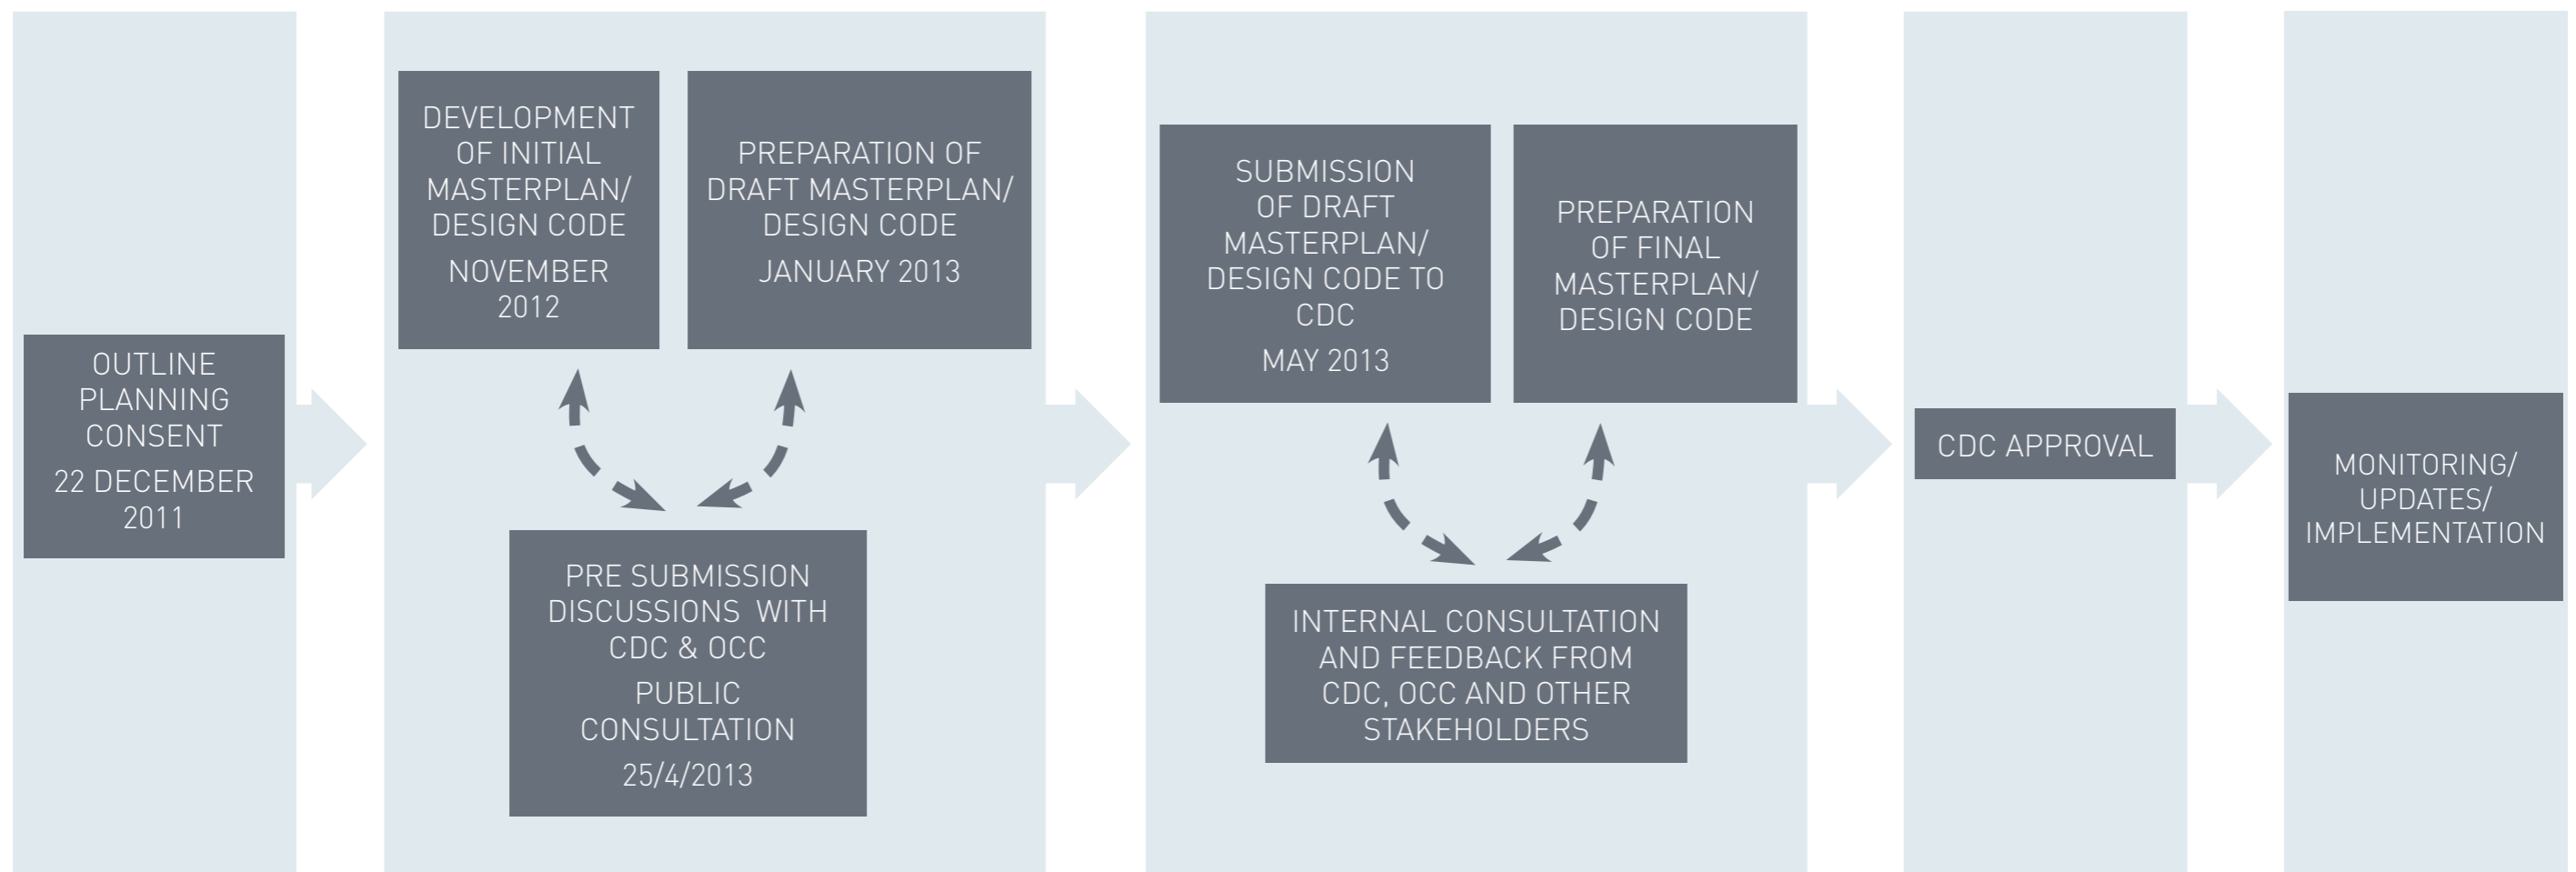 OUTLINE
PLANNING
CONSENT
22 DECEMBER
2011
DEVELOPMENT
OF INITIAL
MASTERPLAN/
DESIGN CODE
NOVEMBER
2012
PREPARATION OF
DRAFT MASTERPLAN/
DESIGN CODE
JANUARY 2013
PRE SUBMISSION
DISCUSSIONS WITH
CDC & OCC
PUBLIC
CONSULTATION
25/4/2013
SUBMISSION
OF DRAFT
MASTERPLAN/
DESIGN CODE TO
CDC
MAY 2013
PREPARATION
OF FINAL
MASTERPLAN/
DESIGN CODE
INTERNAL CONSULTATION
AND FEEDBACK FROM
CDC, OCC AND OTHER
STAKEHOLDERS
CDC APPROVAL
MONITORING/
UPDATES/
IMPLEMENTATION